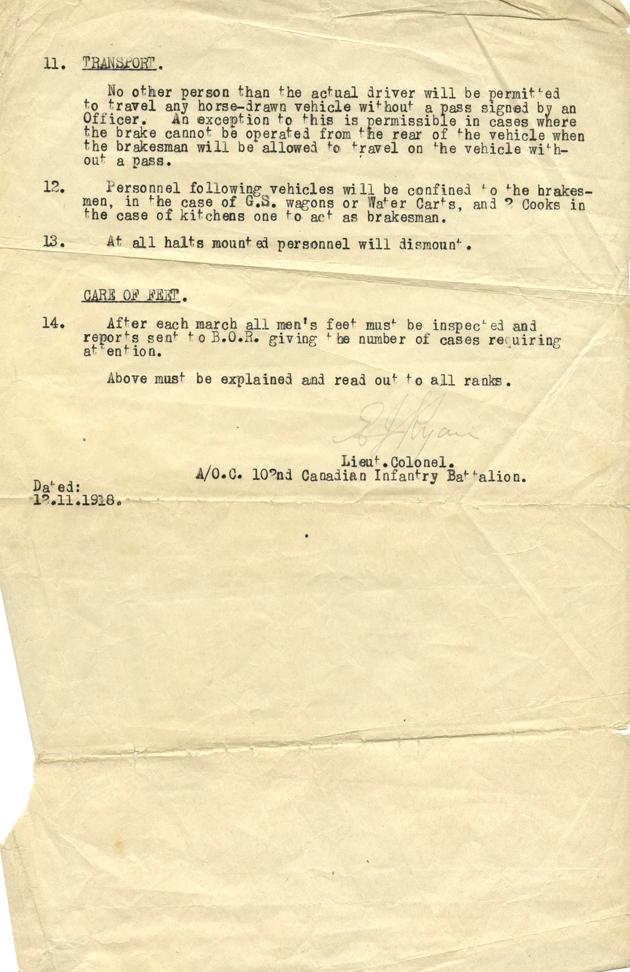 11. TRANSPORT.
No other person than the actual driver will be permitted
to travel any horse-drawn vehicle without a pass signed by an
Officer. An exception to this is permissible in cases where
the brake cannot be operated from the rear of the vehicle when
the brakesman will be allowed to travel on the vehicle with-
out a pass.
12. Personnel following vehicles will be confined to the brakes-
men, in the case of G.S. wagons or Water Carts, and 2 Cooks in
the case of kitchens one to act as brakesman.
13. At all halts mounted personnel will dismount.
CARE OF FEET.
14. After each march all men's feet must be inspected and
reports sent to B.O.R. giving the number of cases requiring
attention.
Above must be explained and read out to all ranks.
Ryan
Lieut.Colonel.
A/O.C. 102nd Canadian Infantry Battalion.
Dated:
12.11.1918.